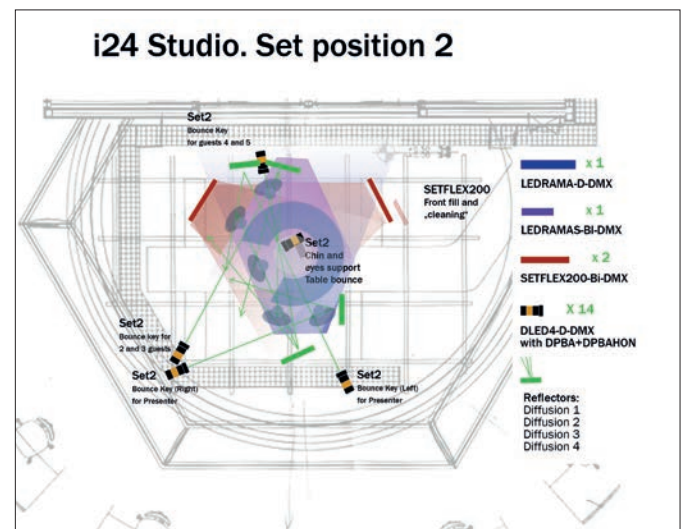 i24 Studio. Set position 2
Set2
Bounce Key
for guests 4 and 5
SETFLEX200
Front fill and
„cleaning“
Set2
Chin and
eyes support
Table bounce
Set2
Bounce key for
2 and 3 guests
Set2
Bounce Key (Right)
for Presenter
Set2
Bounce Key (Left)
for Presenter
x 1
LEDRAMA-D-DMX
x 1
LEDRAMAS-BI-DMX
x 2
SETFLEX200-Bi-DMX
X 14
DLED4-D-DMX
with DPBA+DPBAHON
Reflectors:
Diffusion 1
Diffusion 2
Diffusion 3
Diffusion 4